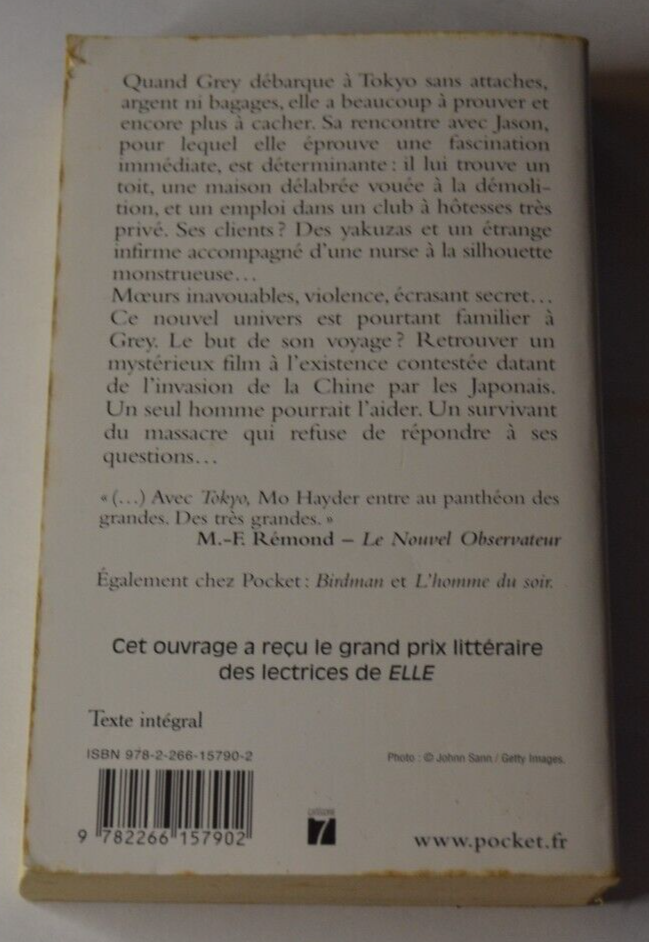 Quand Grey débarque à Tokyo sans attaches,
argent ni bagages, elle a beaucoup à prouver et
encore plus à cacher. Sa rencontre avec Jason,
pour lequel elle éprouve une fascination
immédiate, est déterminante : il lui trouve un
toit, une maison délabrée vouée à la démoli-
tion, et un emploi dans un club à hôtesses très
privé. Ses clients ? Des yakuzas et un étrange
infirme accompagné d'une nurse à la silhouette
monstrueuse...
Mœurs inavouables, violence, écrasant secret...
Ce nouvel univers est pourtant familier à
Grey. Le but de son voyage ? Retrouver un
mystérieux film à l'existence contestée datant
de l'invasion de la Chine par les Japonais.
Un seul homme pourrait l'aider. Un survivant
du massacre qui refuse de répondre à ses
questions...
« (...) Avec Tokyo, Mo Hayder entre au panthéon des
grandes. Des très grandes. »
M.-F. Rémond – Le Nouvel Observateur
Également chez Pocket : Birdman et L'homme du soir.
Cet ouvrage a reçu le grand prix littéraire
des lectrices de ELLE
Texte intégral
ISBN 978-2-266-15790-2
Photo : © Johnn Sann / Getty Images.
9 782266 157902
7
www.pocket.fr